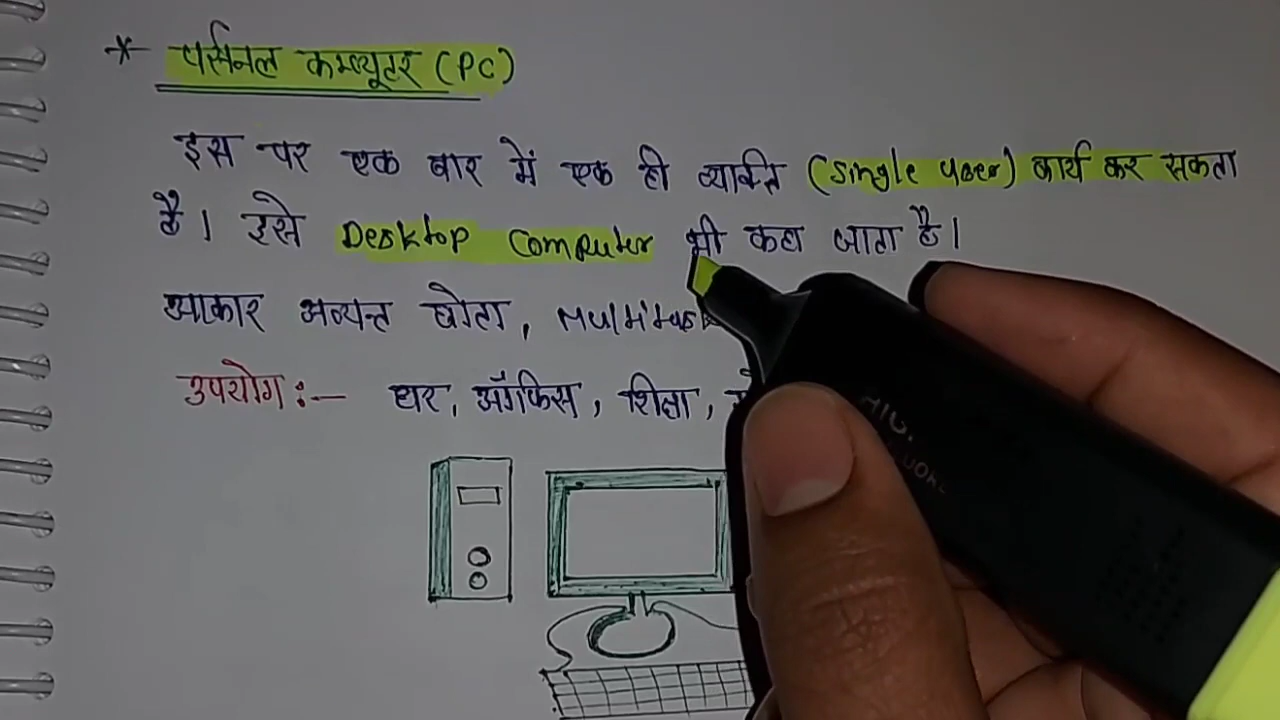 * पर्सनल कम्प्यूटर (PC)
इस पर एक बार में एक ही व्यक्ति (Single user) कार्य कर सकता
है। इसे Desktop Computer भी कहा जाता है।
आकार अत्यन्त छोटा,
उपयोग :- घर, ऑफिस, शिक्षा,